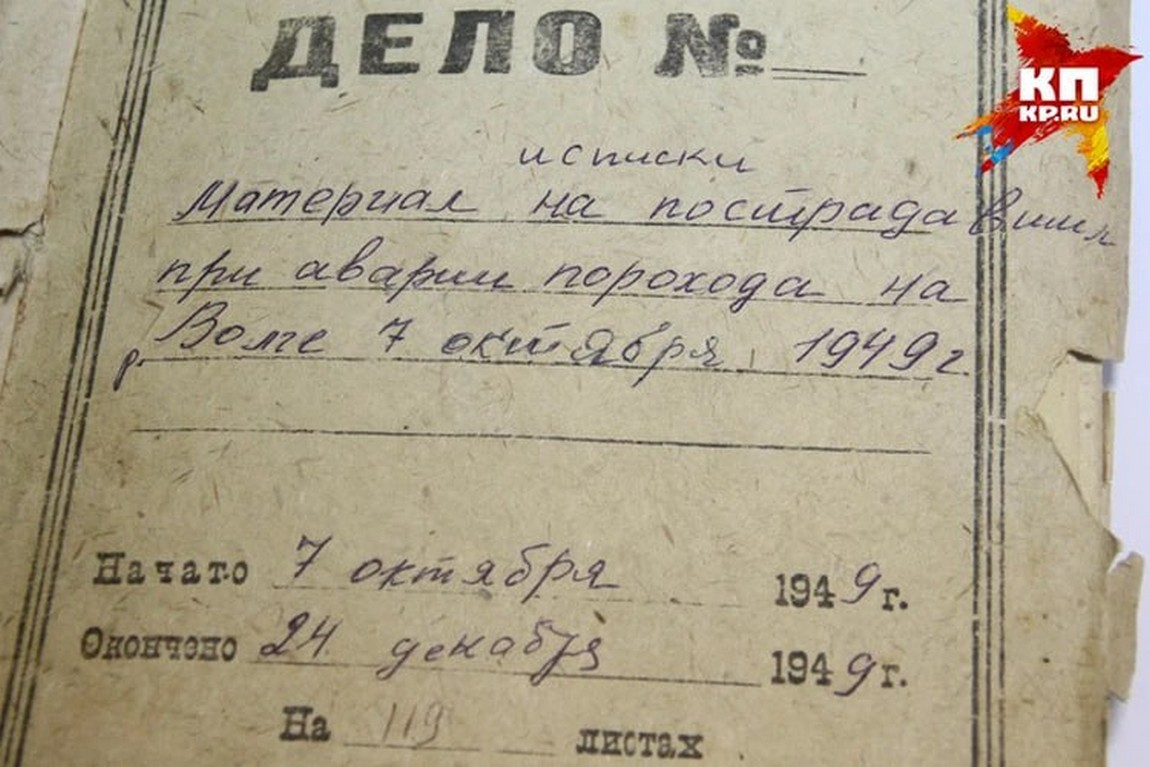 ДЕЛО №
КП
KP.RU
и списки
Материал на пострадавших
при аварии порохода на
р. Волге 7 октября 1949 г.
Начато 7 октября 1949 г.
Окончено 24 декабря 1949 г.
На 119 листах